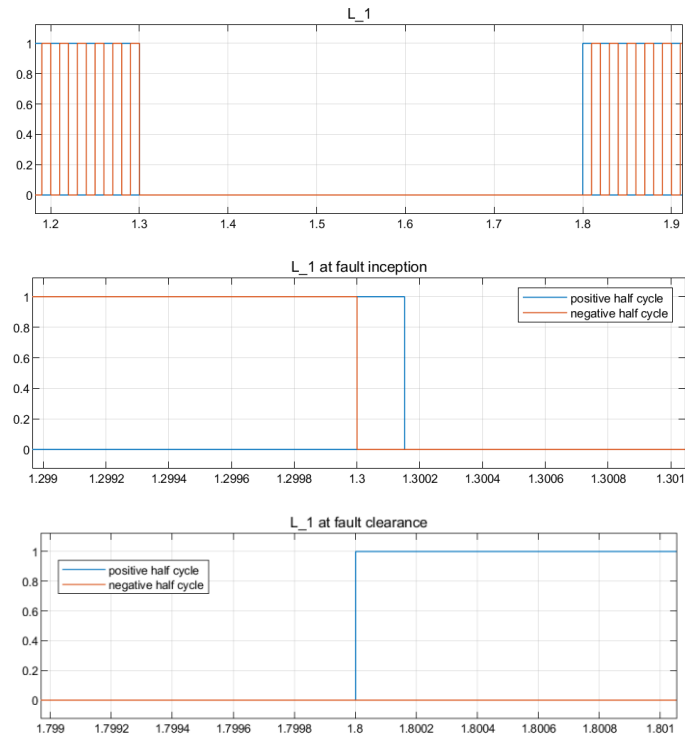 L_1
1
0.8
0.6
0.4
0.2
0
1.2 1.3 1.4 1.5 1.6 1.7 1.8 1.9
L_1 at fault inception
1
0.8
0.6
0.4
0.2
0
positive half cycle
negative half cycle
1.299 1.2992 1.2994 1.2996 1.2998 1.3 1.3002 1.3004 1.3006 1.3008 1.301
L_1 at fault clearance
1
0.8
0.6
0.4
0.2
0
positive half cycle
negative half cycle
1.799 1.7992 1.7994 1.7996 1.7998 1.8 1.8002 1.8004 1.8006 1.8008 1.801